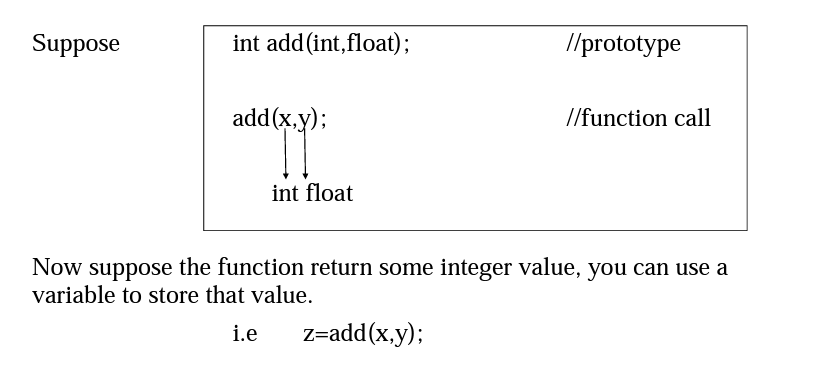 Suppose int add(int,float); //prototype
add(x,y); //function call
int float
Now suppose the function return some integer value, you can use a
variable to store that value.
i.e z=add(x,y);